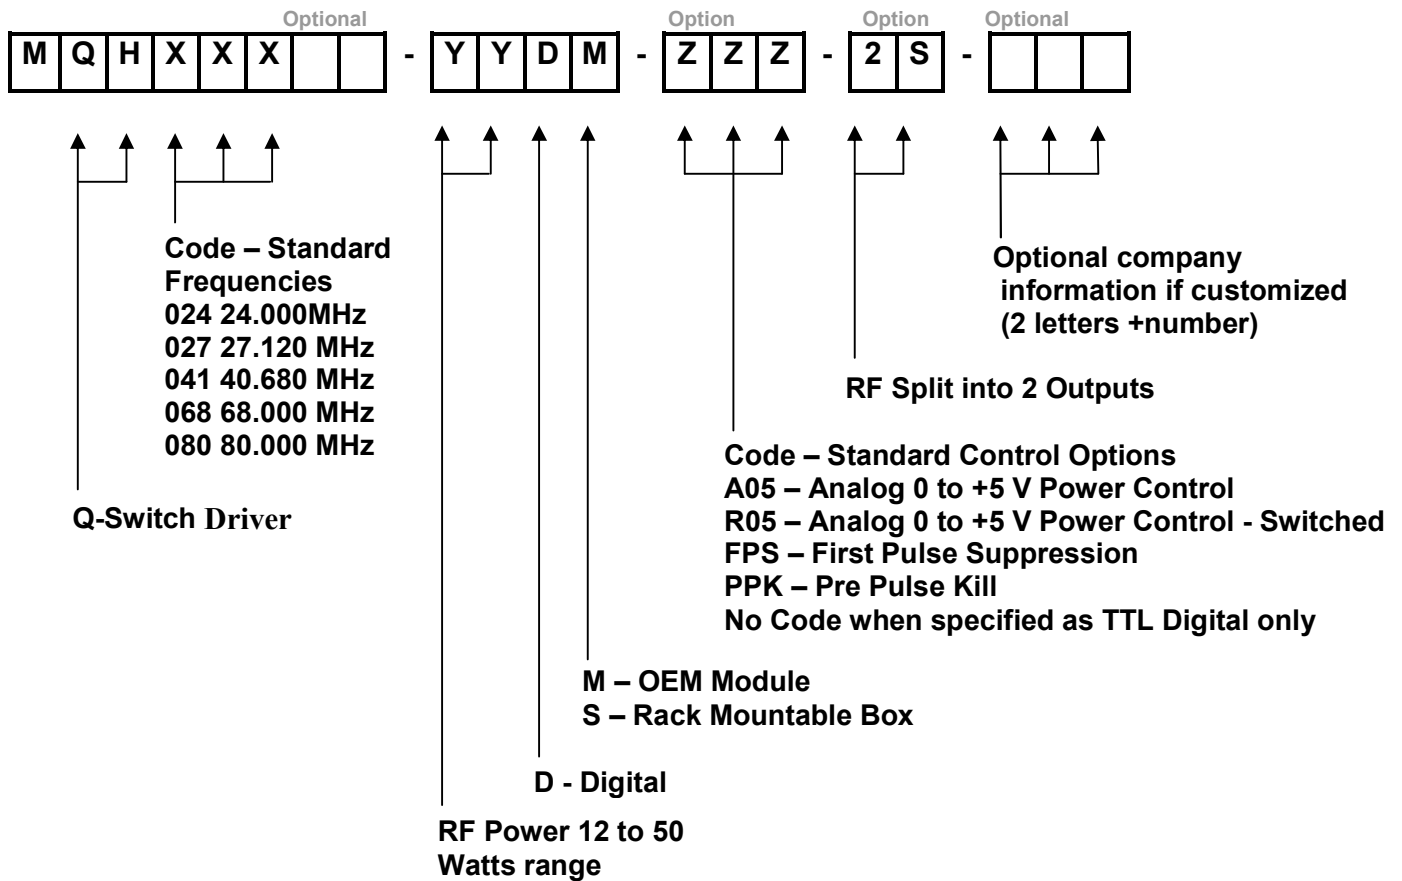 Optional Option Option Optional
M Q H X X X - Y Y D M - Z Z Z - 2 S -
Code – Standard
Frequencies
024 24.000MHz
027 27.120 MHz
041 40.680 MHz
068 68.000 MHz
080 80.000 MHz
Q-Switch Driver
Optional company
information if customized
(2 letters +number)
RF Split into 2 Outputs
Code – Standard Control Options
A05 – Analog 0 to +5 V Power Control
R05 – Analog 0 to +5 V Power Control - Switched
FPS – First Pulse Suppression
PPK – Pre Pulse Kill
No Code when specified as TTL Digital only
M – OEM Module
S – Rack Mountable Box
D - Digital
RF Power 12 to 50
Watts range